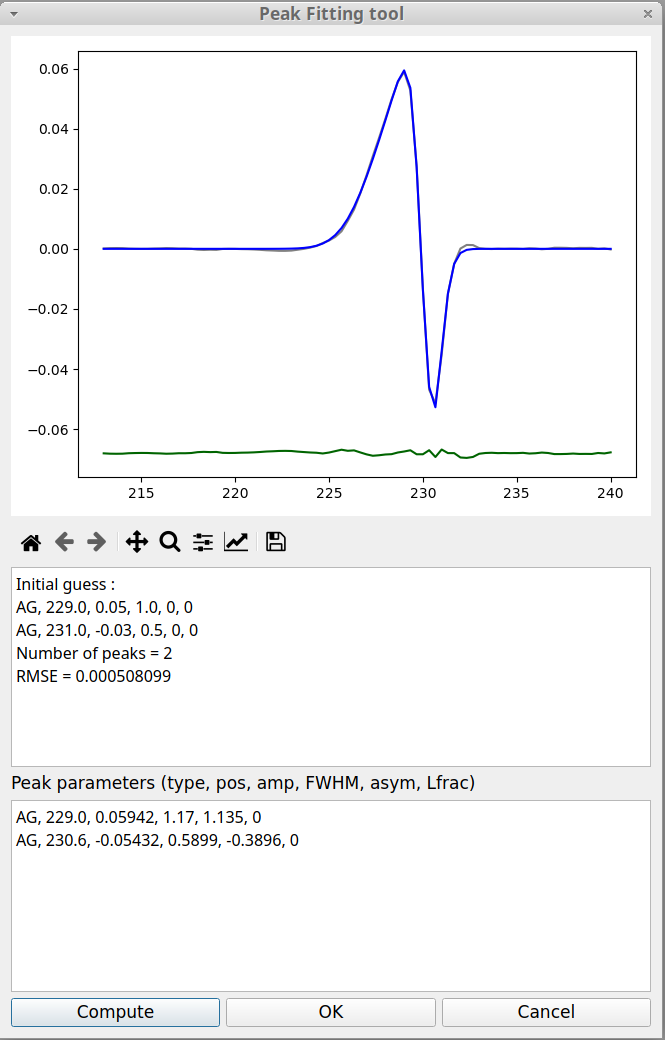 Peak Fitting tool
0.06
0.04
0.02
0.00
−0.02
−0.04
−0.06
215 220 225 230 235 240
Initial guess :
AG, 229.0, 0.05, 1.0, 0, 0
AG, 231.0, -0.03, 0.5, 0, 0
Number of peaks = 2
RMSE = 0.000508099
Peak parameters (type, pos, amp, FWHM, asym, Lfrac)
AG, 229.0, 0.05942, 1.17, 1.135, 0
AG, 230.6, -0.05432, 0.5899, -0.3896, 0
Compute OK Cancel